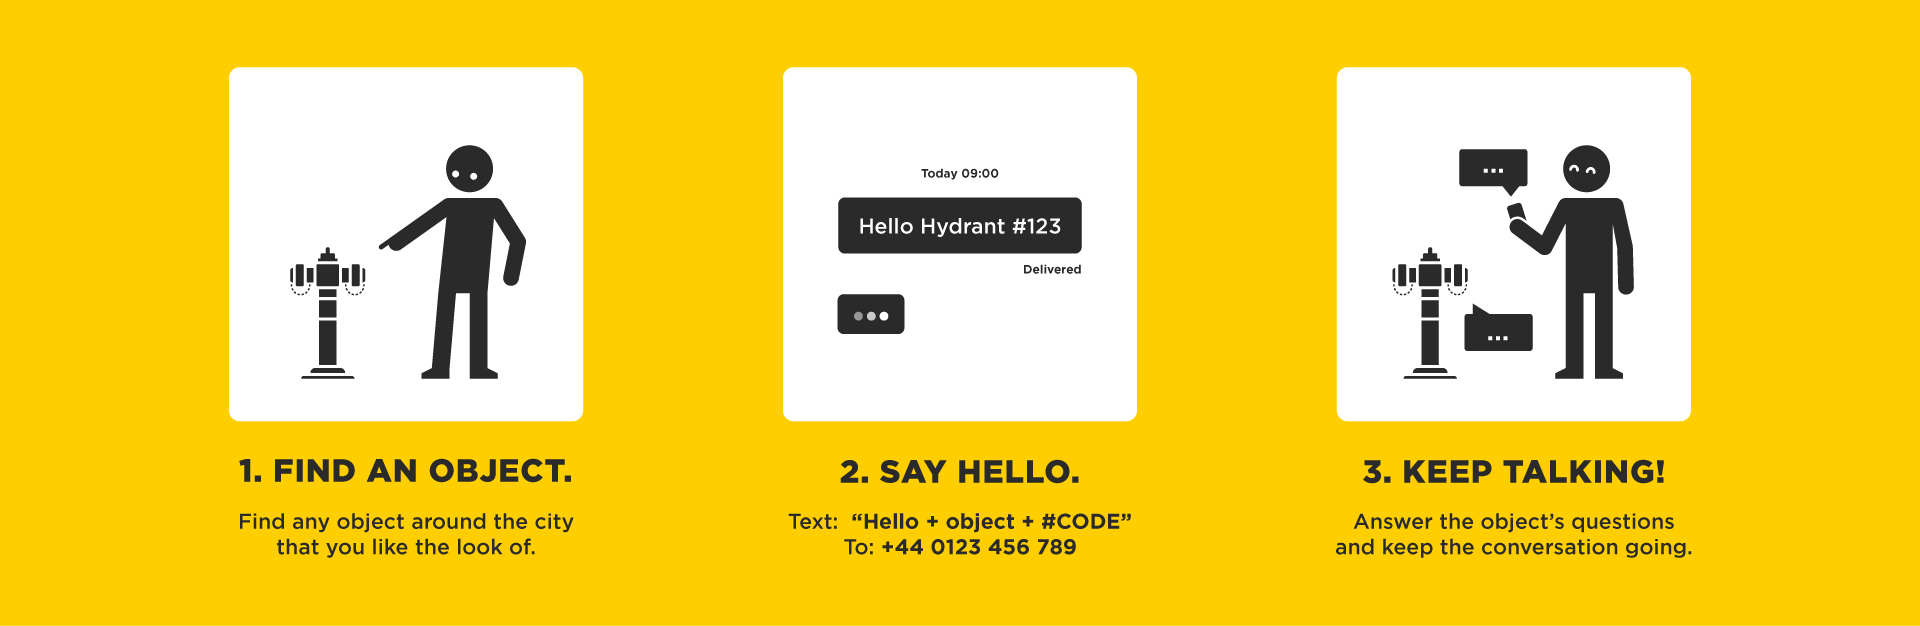 Today 09:00
Hello Hydrant #123
Delivered
1. FIND AN OBJECT.
Find any object around the city
that you like the look of.
2. SAY HELLO.
Text: “Hello + object + #CODE”
To: +44 0123 456 789
3. KEEP TALKING!
Answer the object’s questions
and keep the conversation going.